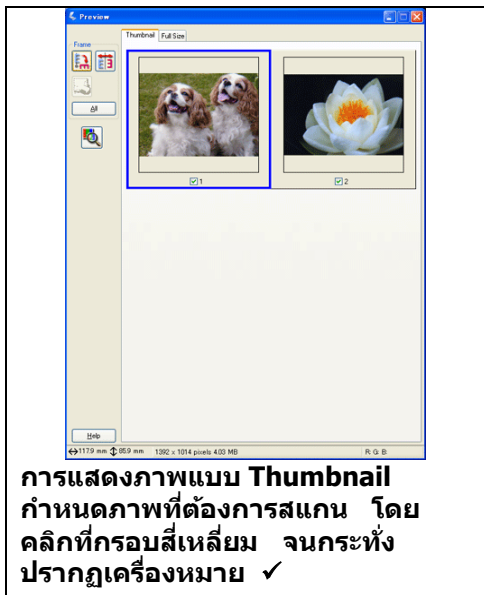 Preview
Thumbnail Full Size
Frame
All
1 2
Help
117.9 mm 85.9 mm 1392 x 1014 pixels 4.03 MB R: G: B:
การแสดงภาพแบบ Thumbnail
กำหนดภาพที่ต้องการสแกน โดย
คลิกที่กรอบสี่เหลี่ยม จนกระทั่ง
ปรากฏเครื่องหมาย ✓